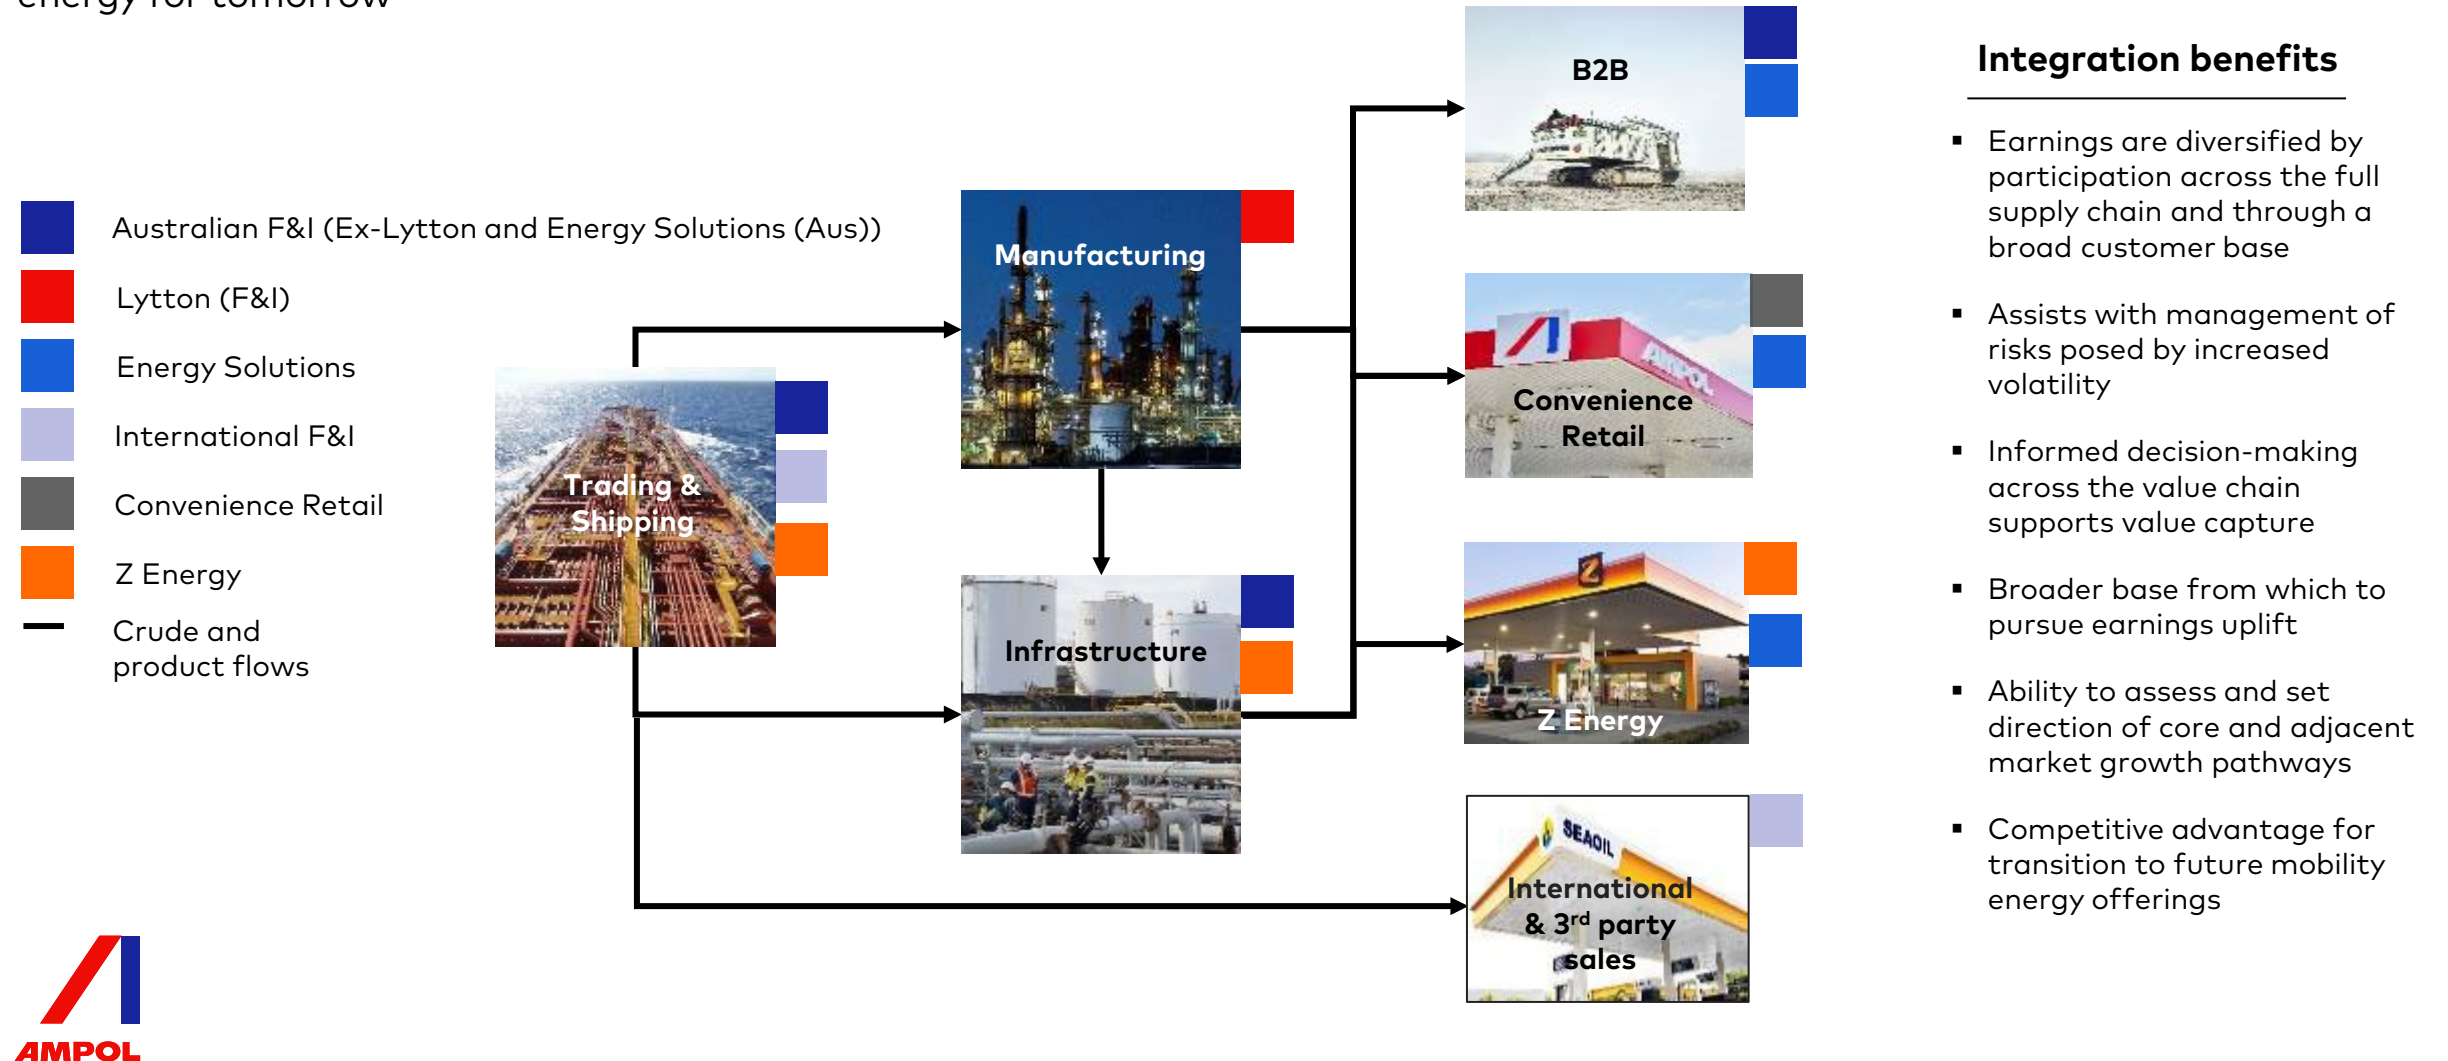 energy for tomorrow
Australian F&I (Ex-Lytton and Energy Solutions (Aus))
Lytton (F&I)
Energy Solutions
International F&I
Convenience Retail
Z Energy
Crude and
product flows
Trading &
Shipping
Manufacturing
Infrastructure
B2B
AMPOL
Convenience
Retail
Z
Z Energy
SEAOIL
International
& 3rd party
sales
Integration benefits
▪ Earnings are diversified by
participation across the full
supply chain and through a
broad customer base
▪ Assists with management of
risks posed by increased
volatility
▪ Informed decision-making
across the value chain
supports value capture
▪ Broader base from which to
pursue earnings uplift
▪ Ability to assess and set
direction of core and adjacent
market growth pathways
▪ Competitive advantage for
transition to future mobility
energy offerings
AMPOL